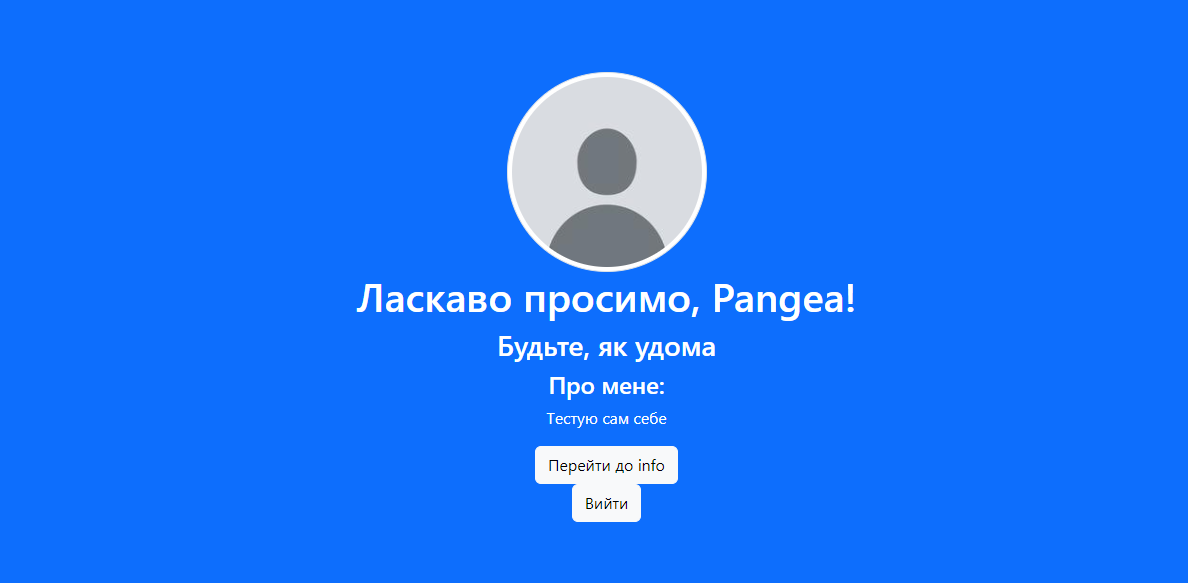 Ласкаво просимо, Pangea!
Будьте, як удома
Про мене:
Тестую сам себе
Перейти до info
Вийти